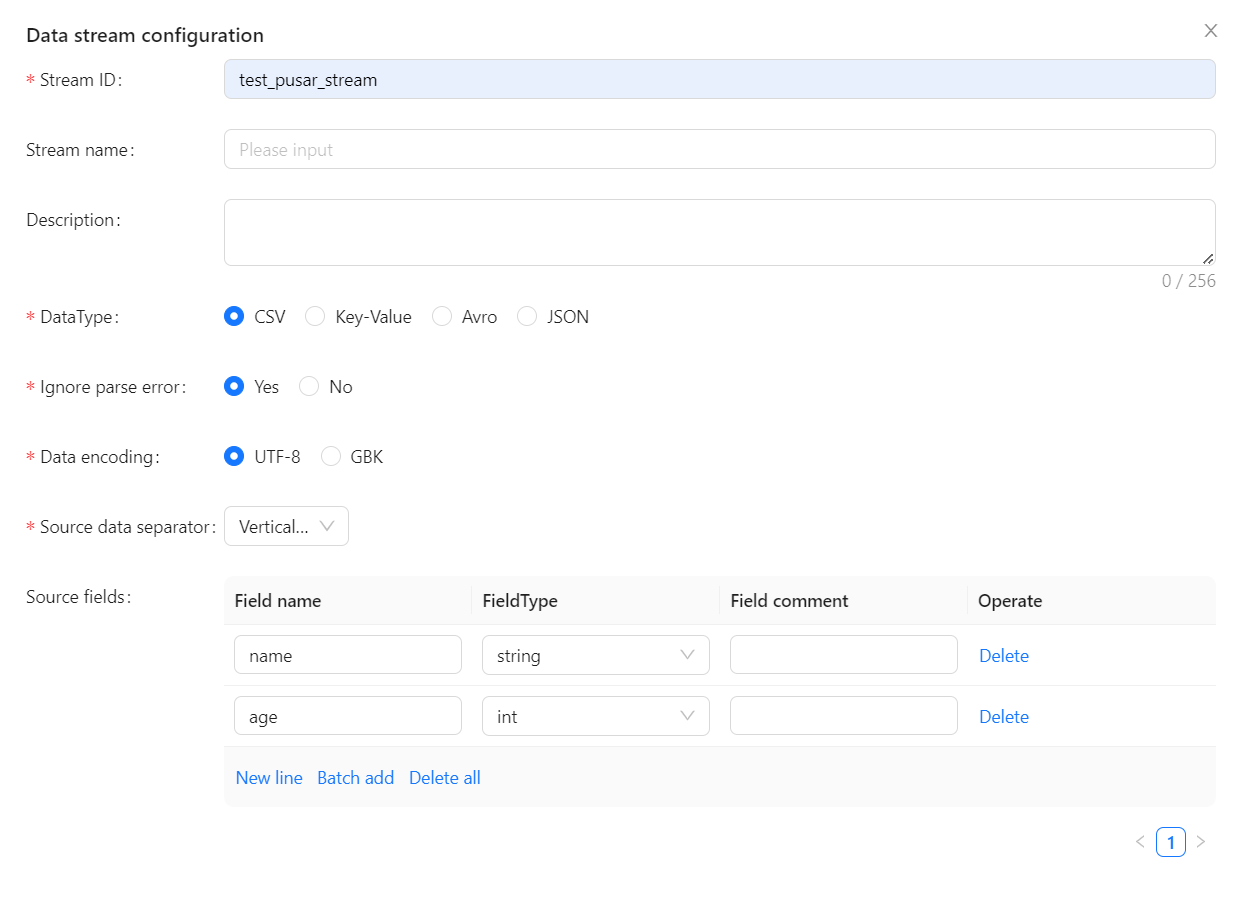 Data stream configuration
* Stream ID: test_pusar_stream
Stream name: Please input
Description:
0 / 256
* DataType: CSV Key-Value Avro JSON
* Ignore parse error: Yes No
* Data encoding: UTF-8 GBK
* Source data separator: Vertical...
Source fields: Field name FieldType Field comment Operate
name string Delete
age int Delete
New line Batch add Delete all
< 1 >